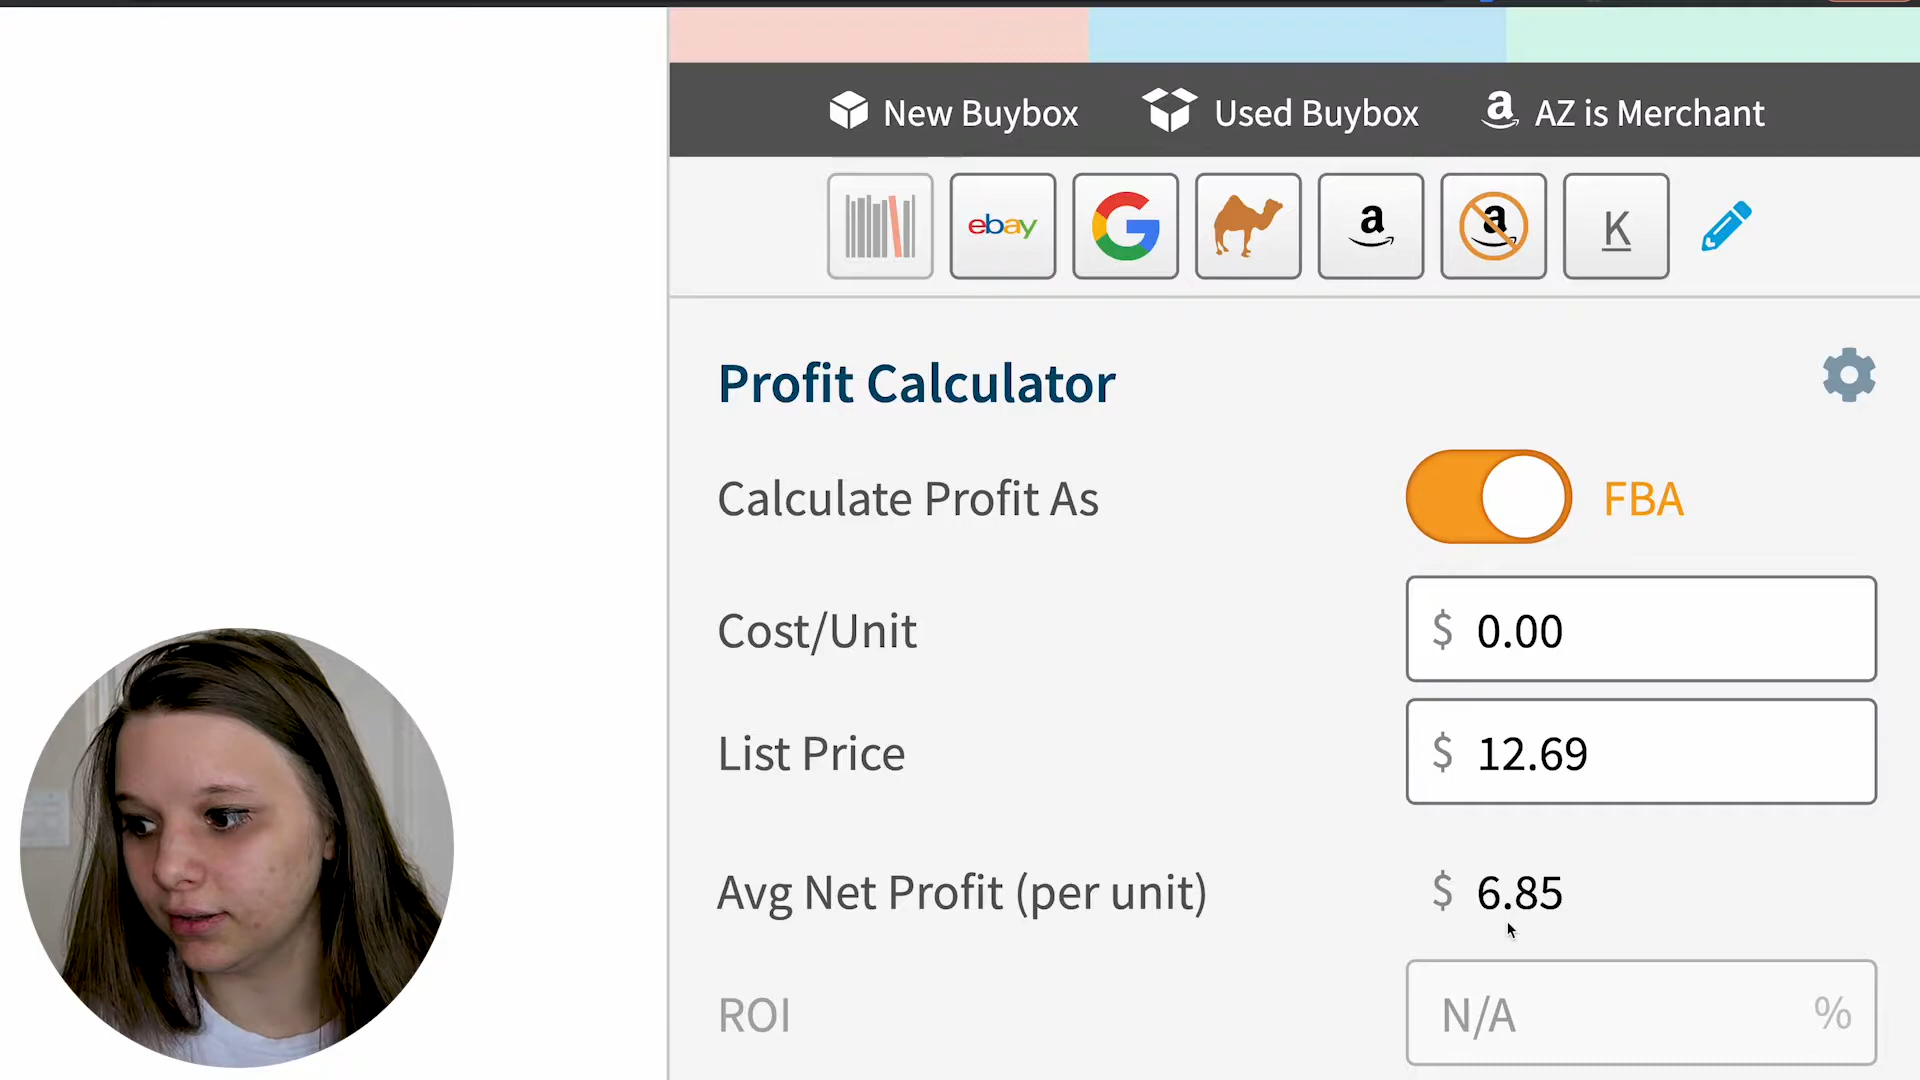 New Buybox Used Buybox a AZ is Merchant
ebay G a a K
Profit Calculator
Calculate Profit As FBA
Cost/Unit $ 0.00
List Price $ 12.69
Avg Net Profit (per unit) $ 6.85
ROI N/A %